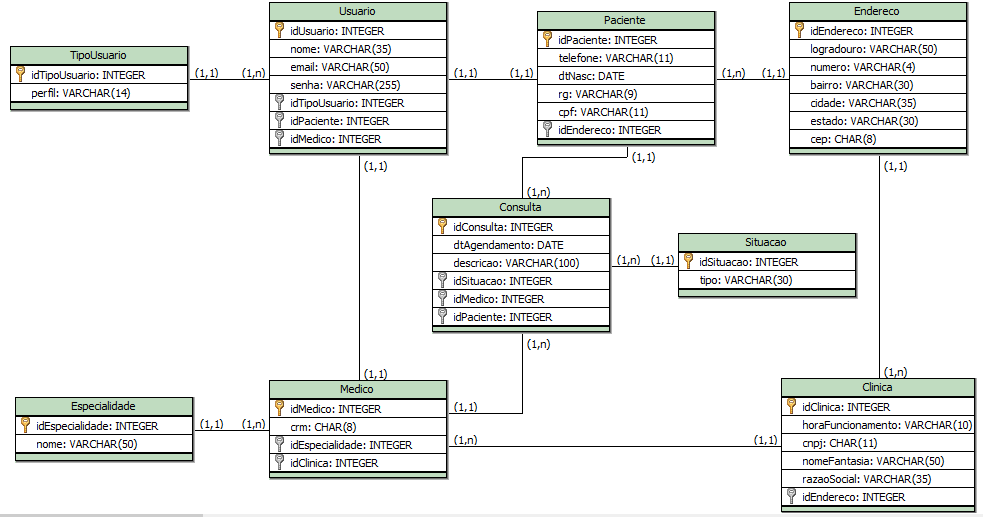 TipoUsuario
idTipoUsuario: INTEGER
perfil: VARCHAR(14)
(1,1)
(1,n)
Usuario
idUsuario: INTEGER
nome: VARCHAR(35)
email: VARCHAR(50)
senha: VARCHAR(255)
idTipoUsuario: INTEGER
idPaciente: INTEGER
idMedico: INTEGER
(1,1)
(1,1)
Paciente
idPaciente: INTEGER
telefone: VARCHAR(11)
dtNasc: DATE
rg: VARCHAR(9)
cpf: VARCHAR(11)
idEndereco: INTEGER
(1,n)
(1,1)
Endereco
idEndereco: INTEGER
logradouro: VARCHAR(50)
numero: VARCHAR(4)
bairro: VARCHAR(30)
cidade: VARCHAR(35)
estado: VARCHAR(30)
cep: CHAR(8)
(1,1)
(1,1)
(1,1)
(1,n)
Consulta
idConsulta: INTEGER
dtAgendamento: DATE
descricao: VARCHAR(100)
idSituacao: INTEGER
idMedico: INTEGER
idPaciente: INTEGER
(1,n)
(1,1)
Situacao
idSituacao: INTEGER
tipo: VARCHAR(30)
(1,n)
(1,1)
(1,n)
Especialidade
idEspecialidade: INTEGER
nome: VARCHAR(50)
(1,1)
(1,n)
Medico
idMedico: INTEGER
crm: CHAR(8)
idEspecialidade: INTEGER
idClinica: INTEGER
(1,1)
(1,n)
(1,1)
Clinica
idClinica: INTEGER
horaFuncionamento: VARCHAR(10)
cnpj: CHAR(11)
nomeFantasia: VARCHAR(50)
razaoSocial: VARCHAR(35)
idEndereco: INTEGER